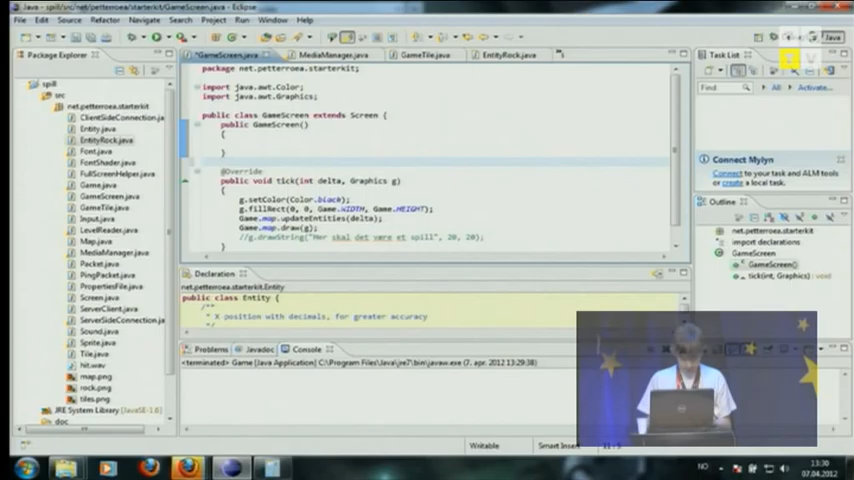 Java - spill/src/net/petterroea/starterkit/GameScreen.java - Eclipse
File Edit Source Refactor Navigate Search Project Run Window Help
Java
Package Explorer
*GameScreen.java
MediaManager.java
GameTile.java
EntityRock.java
Task List
spill
src
net.petterroea.starterkit
ClientSideConnection.ja
Entity.java
EntityRock.java
Font.java
FontShader.java
FullScreenHelper.java
Game.java
GameScreen.java
GameTile.java
Input.java
LevelReader.java
Map.java
MediaManager.java
Packet.java
PingPacket.java
PropertiesFile.java
Screen.java
ServerClient.java
ServerSideConnection.ja
Sound.java
Sprite.java
Tile.java
hit.wav
map.png
rock.png
tiles.png
JRE System Library [JavaSE-1.6]
doc
package net.petterroea.starterkit;
import java.awt.Color;
import java.awt.Graphics;
public class GameScreen extends Screen {
public GameScreen()
{
}
@Override
public void tick(int delta, Graphics g)
{
g.setColor(Color.black);
g.fillRect(0, 0, Game.WIDTH, Game.HEIGHT);
Game.map.updateEntities(delta);
Game.map.draw(g);
//g.drawString("Her skal det være et spill", 20, 20);
}
Find
All
Activate...
Connect Mylyn
Connect to your task and ALM tools
or create a local task.
Outline
net.petterroea.starterkit
import declarations
GameScreen
GameScreen()
tick(int, Graphics) : void
Declaration
net.petterroea.starterkit.Entity
public class Entity {
/**
* X position with decimals, for greater accuracy
*/
Problems Javadoc Console
<terminated> Game [Java Application] C:\Program Files\Java\jre7\bin\javaw.exe (7. apr. 2012 13:29:38)
Writable
Smart Insert
NO
13:30
07.04.2012